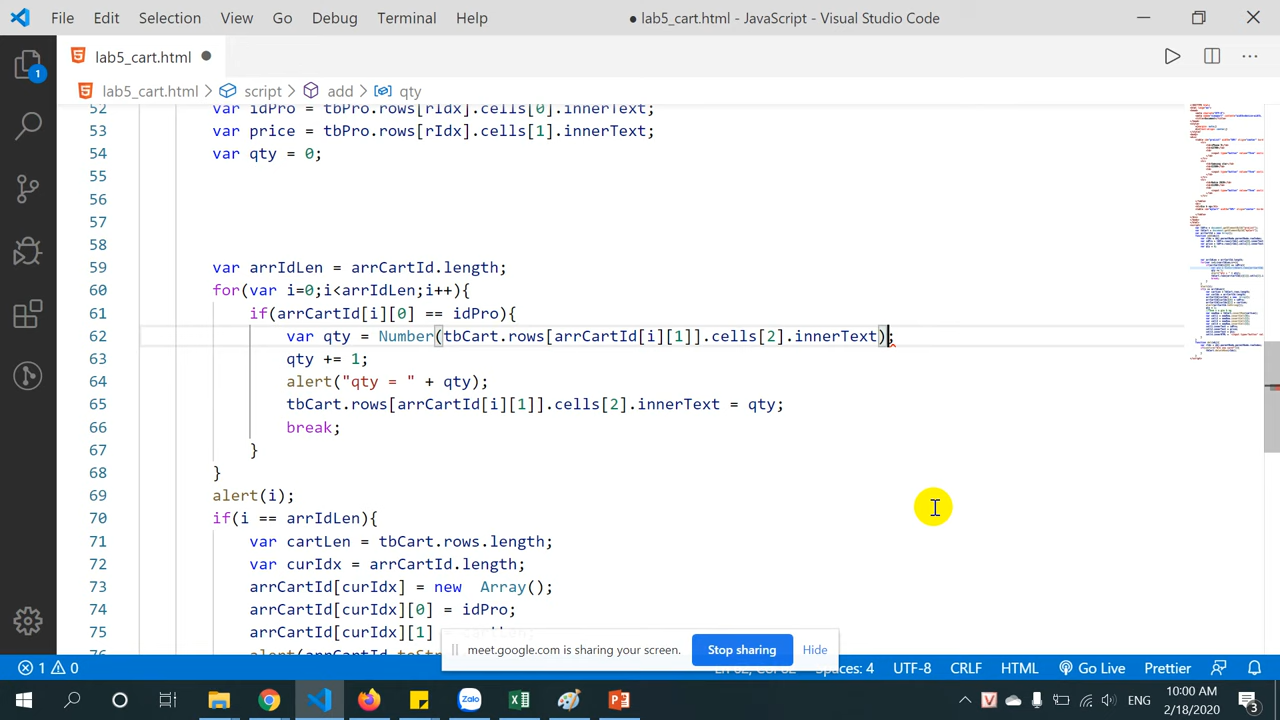 File Edit Selection View Go Debug Terminal Help ● lab5_cart.html - JavaScript - Visual Studio Code
lab5_cart.html ●
lab5_cart.html > script > add > qty
52 var idPro = tbPro.rows[rIdx].cells[0].innerText;
53 var price = tbPro.rows[rIdx].cells[1].innerText;
54 var qty = 0;
55
56
57
58
59 var arrIdLen = arrCartId.length;
60 for(var i=0;i<arrIdLen;i++){
61 if(arrCartId[i][0] == idPro){
62 var qty = Number(tbCart.rows[arrCartId[i][1]].cells[2].innerText);
63 qty += 1;
64 alert("qty = " + qty);
65 tbCart.rows[arrCartId[i][1]].cells[2].innerText = qty;
66 break;
67 }
68 }
69 alert(i);
70 if(i == arrIdLen){
71 var cartLen = tbCart.rows.length;
72 var curIdx = arrCartId.length;
73 arrCartId[curIdx] = new Array();
74 arrCartId[curIdx][0] = idPro;
75 arrCartId[curIdx][1]
76
meet.google.com is sharing your screen. Stop sharing Hide
1 0 Spaces: 4 UTF-8 CRLF HTML Go Live Prettier
1
Zalo
ENG 10:00 AM
2/18/2020
3